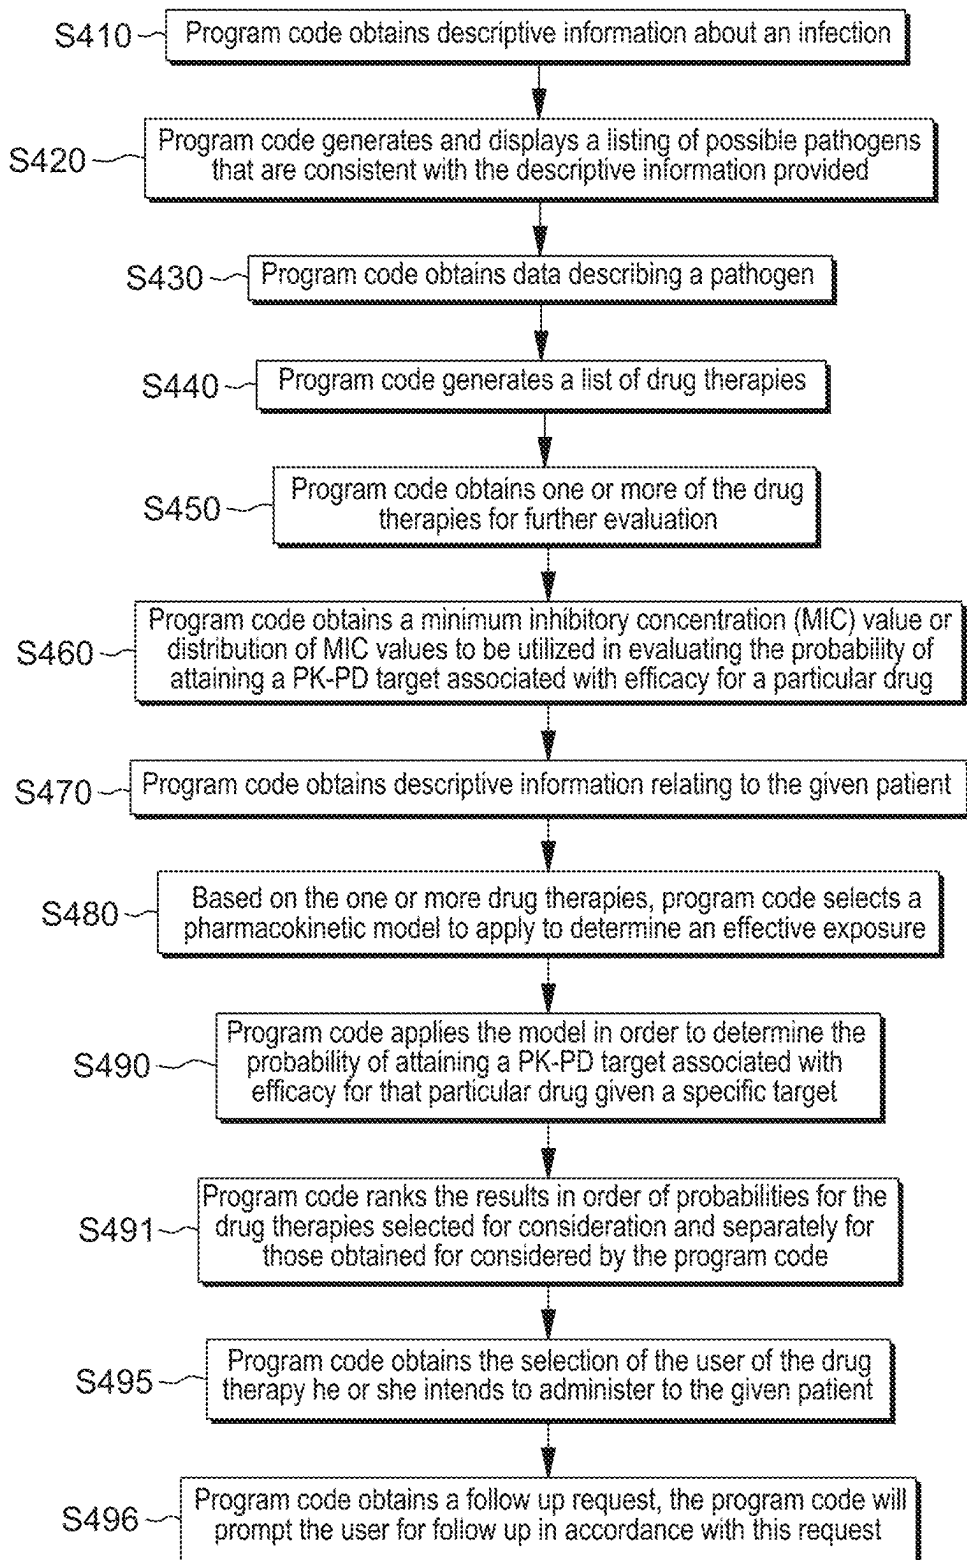 S410
Program code obtains descriptive information about an infection
S420
Program code generates and displays a listing of possible pathogens
that are consistent with the descriptive information provided
S430
Program code obtains data describing a pathogen
S440
Program code generates a list of drug therapies
S450
Program code obtains one or more of the drug
therapies for further evaluation
S460
Program code obtains a minimum inhibitory concentration (MIC) value or
distribution of MIC values to be utilized in evaluating the probability of
attaining a PK-PD target associated with efficacy for a particular drug
S470
Program code obtains descriptive information relating to the given patient
S480
Based on the one or more drug therapies, program code selects a
pharmacokinetic model to apply to determine an effective exposure
S490
Program code applies the model in order to determine the
probability of attaining a PK-PD target associated with
efficacy for that particular drug given a specific target
S491
Program code ranks the results in order of probabilities for the
drug therapies selected for consideration and separately for
those obtained for considered by the program code
S495
Program code obtains the selection of the user of the drug
therapy he or she intends to administer to the given patient
S496
Program code obtains a follow up request, the program code will
prompt the user for follow up in accordance with this request